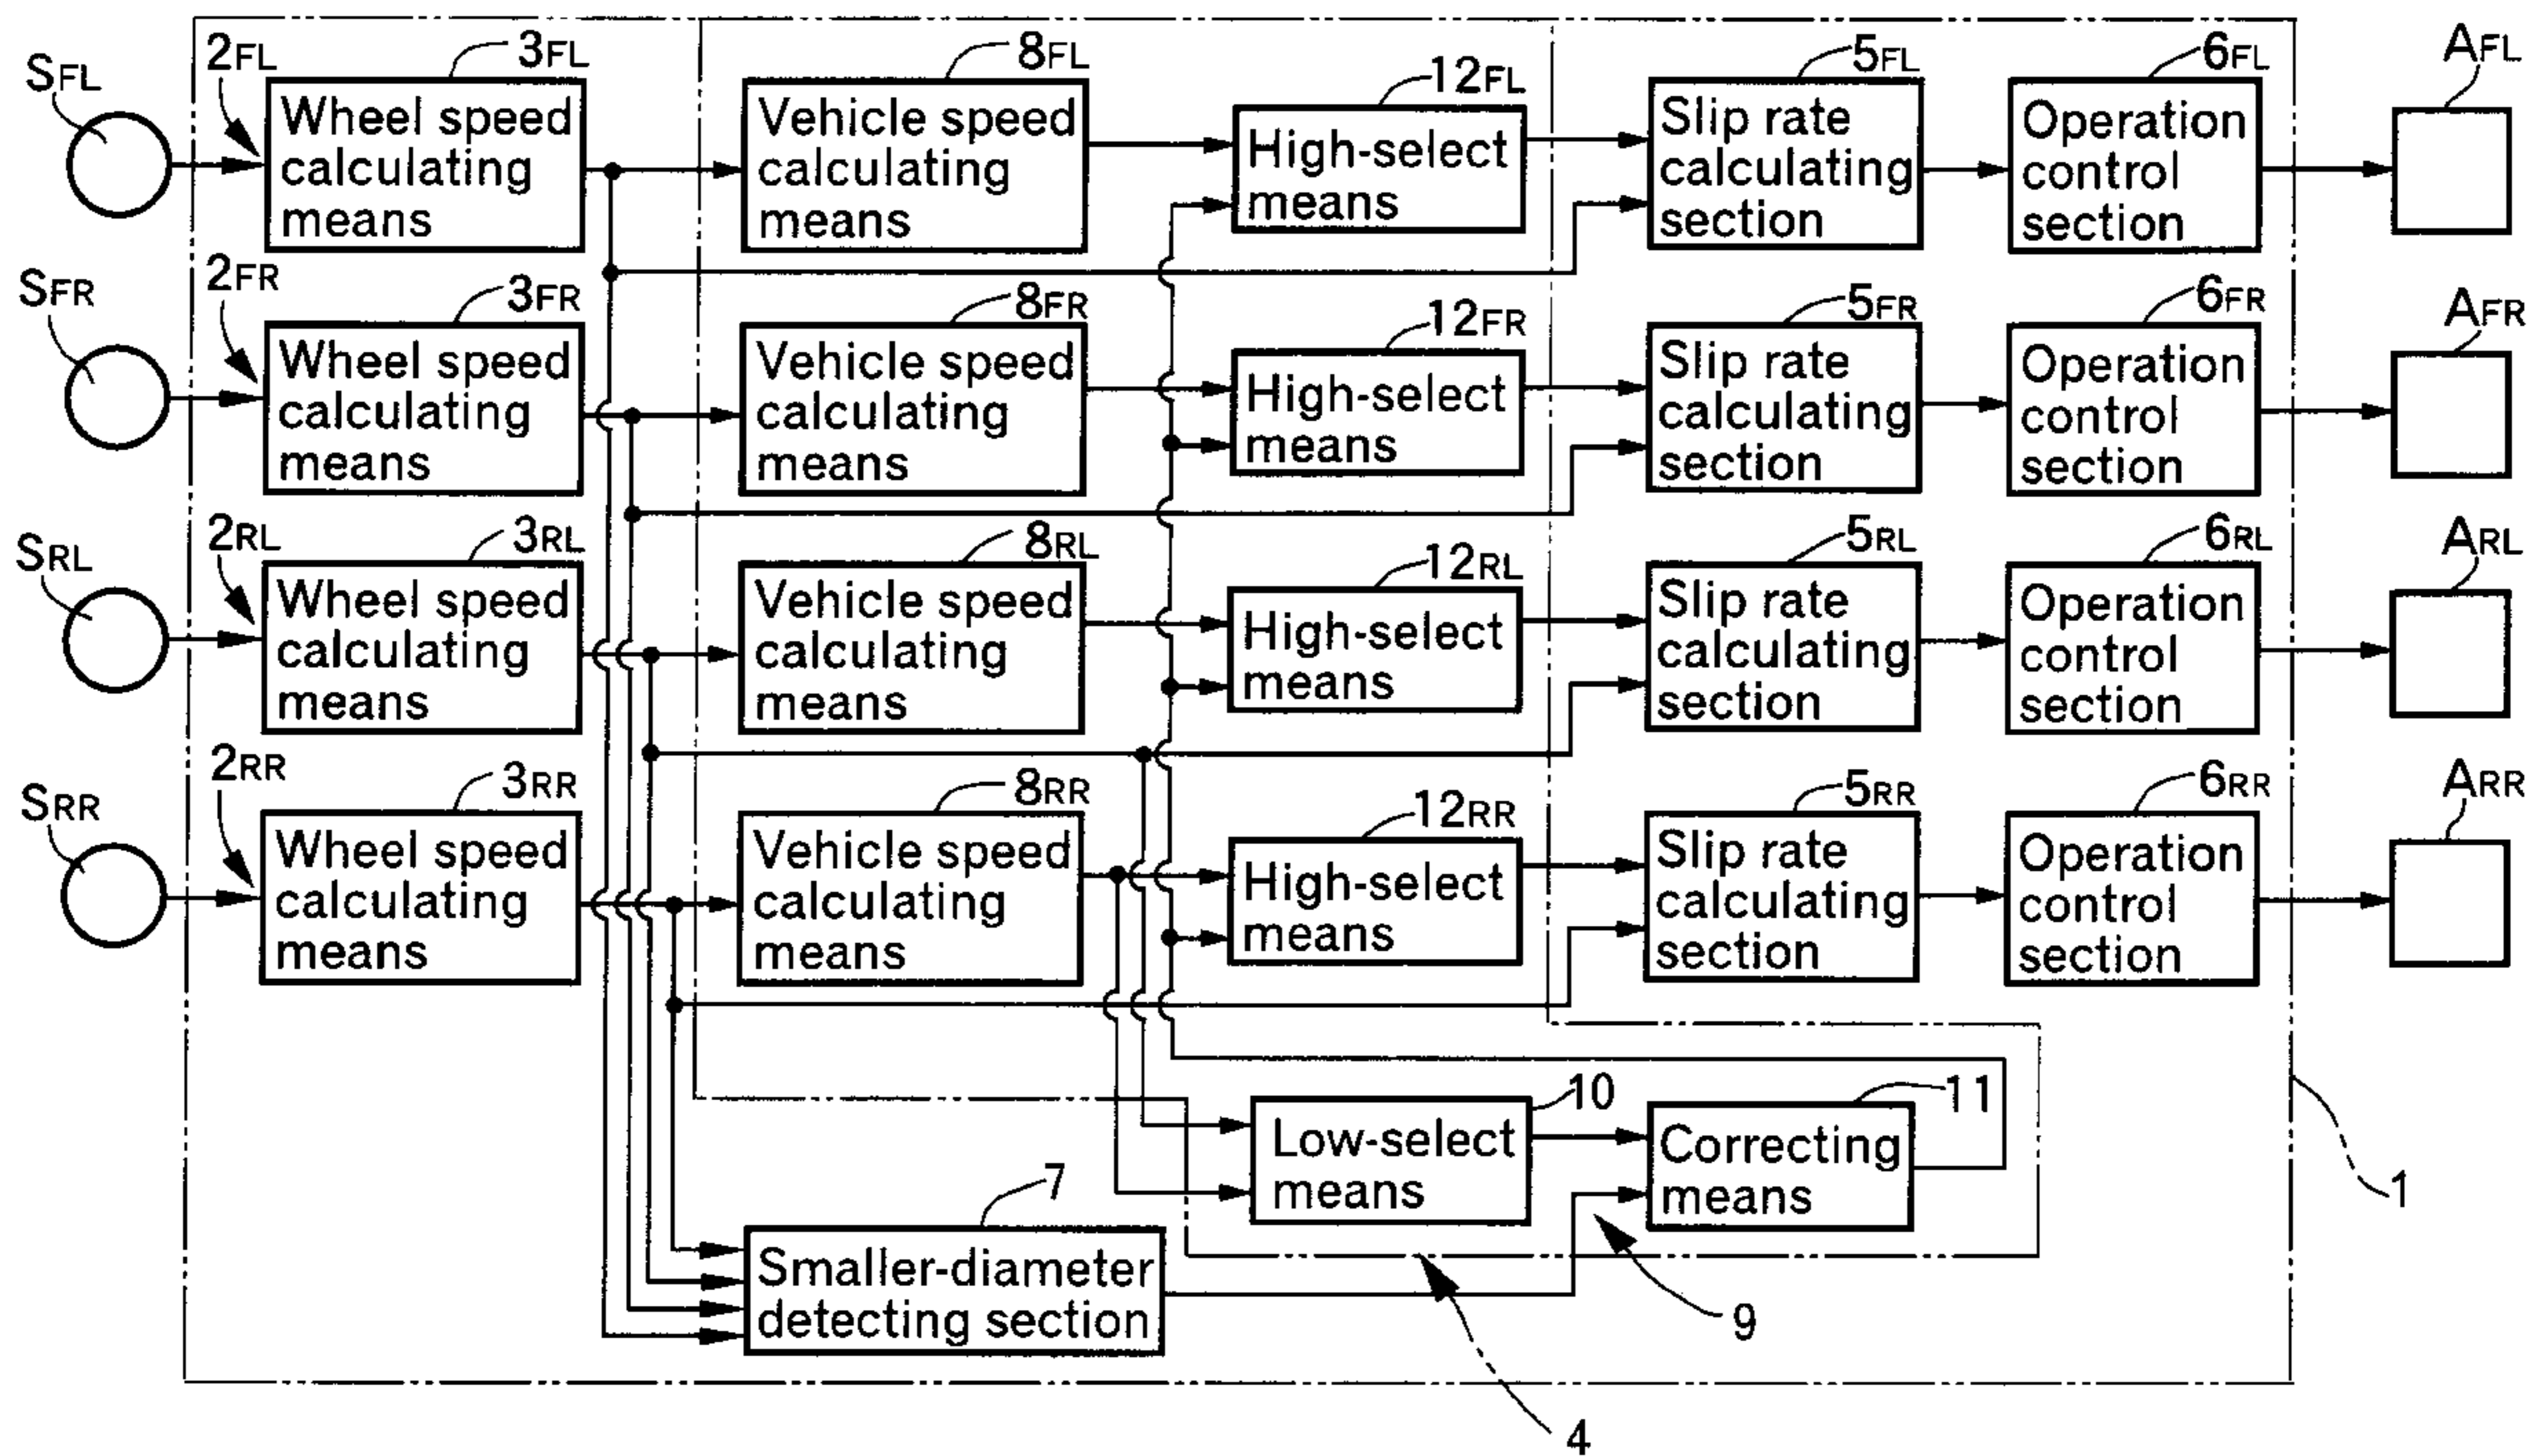 SFL
2FL
3FL
8FL
12FL
5FL
6FL
AFL
Wheel speed
calculating
means
Vehicle speed
calculating
means
High-select
means
Slip rate
calculating
section
Operation
control
section
SFR
2FR
3FR
8FR
12FR
5FR
6FR
AFR
Wheel speed
calculating
means
Vehicle speed
calculating
means
High-select
means
Slip rate
calculating
section
Operation
control
section
SRL
2RL
3RL
8RL
12RL
5RL
6RL
ARL
Wheel speed
calculating
means
Vehicle speed
calculating
means
High-select
means
Slip rate
calculating
section
Operation
control
section
SRR
2RR
3RR
8RR
12RR
5RR
6RR
ARR
Wheel speed
calculating
means
Vehicle speed
calculating
means
High-select
means
Slip rate
calculating
section
Operation
control
section
10
11
Low-select
means
Correcting
means
1
7
Smaller-diameter
detecting section
9
4